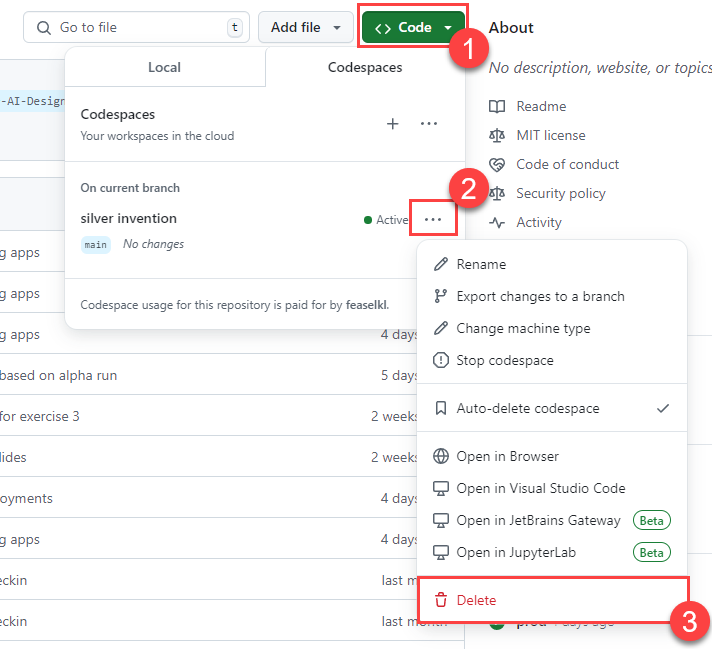 Go to file
t
Add file
Code
1
About
No description, website, or topics
Local
Codespaces
-AI-Design
Codespaces
Your workspaces in the cloud
Readme
MIT license
Code of conduct
Security policy
Activity
On current branch
2
silver invention
Active
main
No changes
g apps
g apps
Codespace usage for this repository is paid for by feaselkl.
g apps
4 days
based on alpha run
5 days
for exercise 3
2 weeks
lides
2 weeks
oyments
4 days
g apps
4 days
eckin
last m
eckin
last month
Rename
Export changes to a branch
Change machine type
Stop codespace
Auto-delete codespace
Open in Browser
Open in Visual Studio Code
Open in JetBrains Gateway
Beta
Open in JupyterLab
Beta
Delete
3
prod 4 days ago